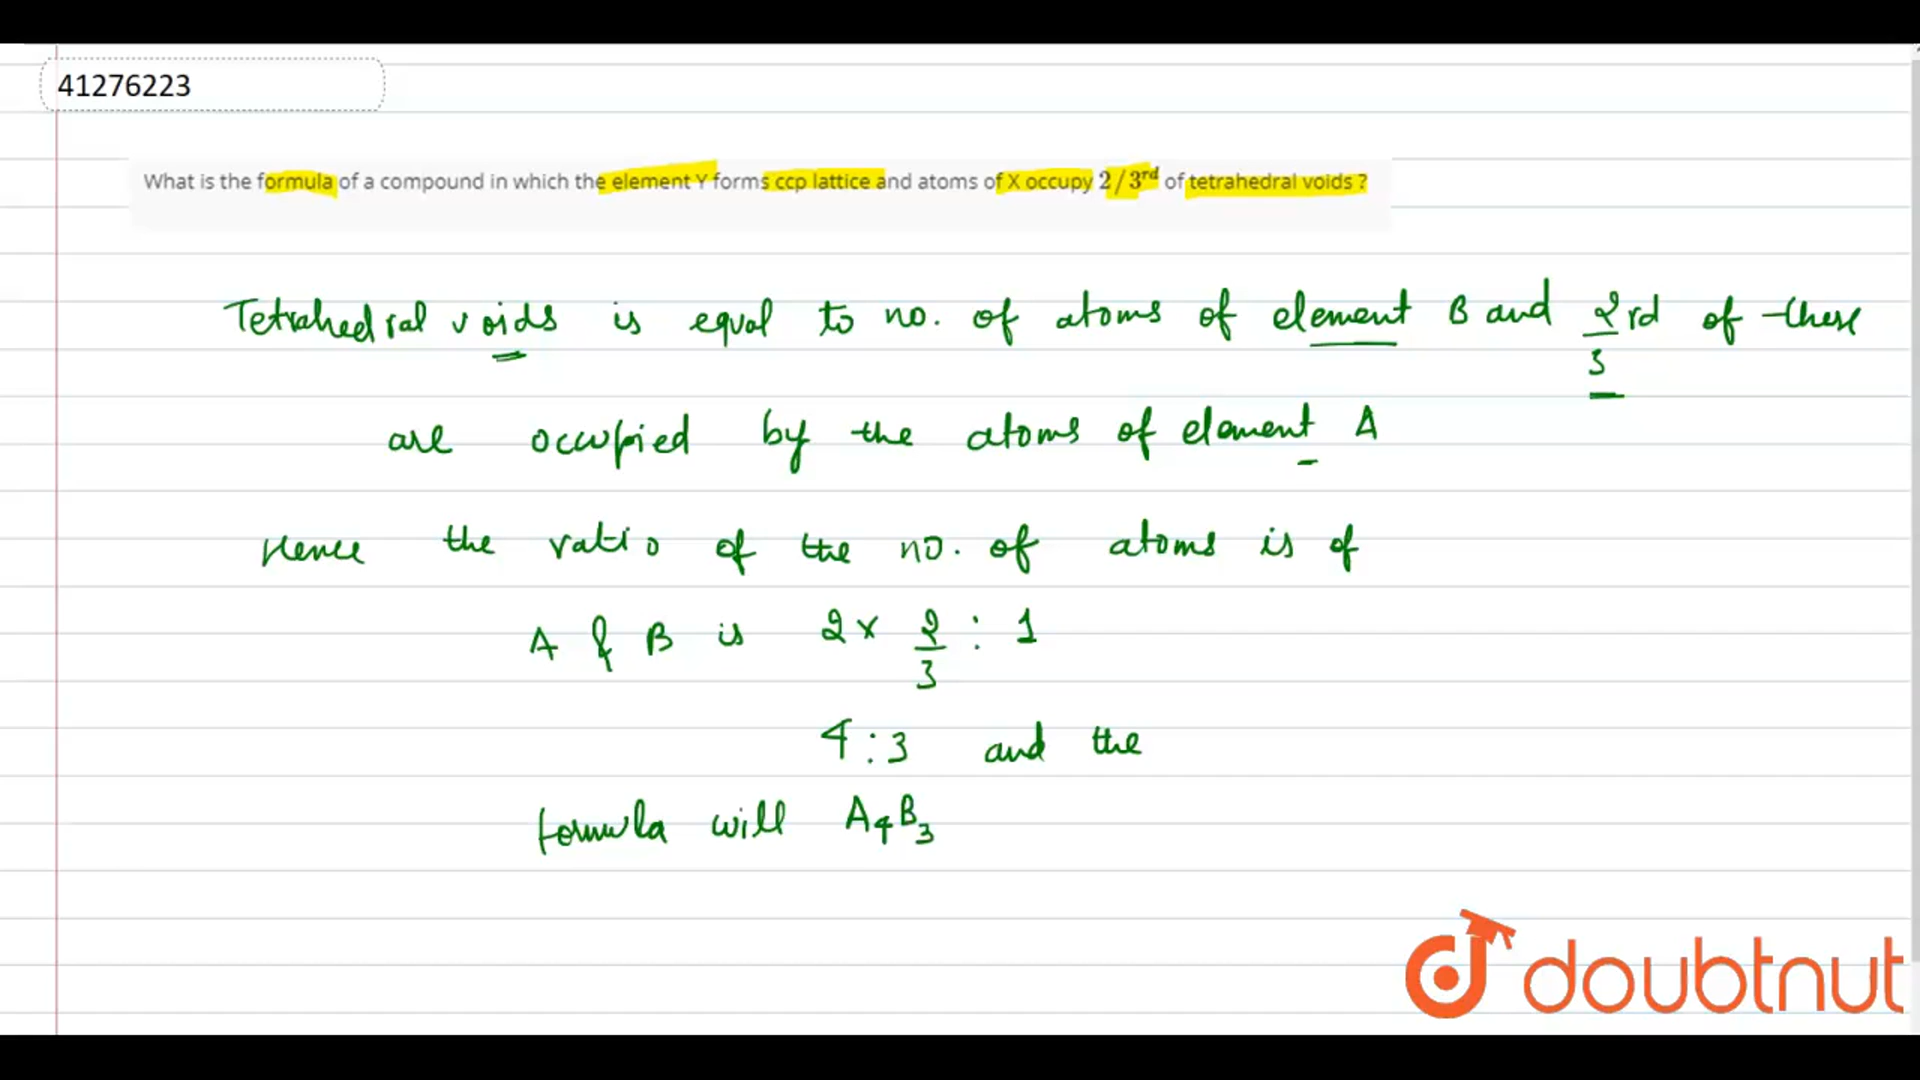 41276223
What is the formula of a compound in which the element Y forms ccp lattice and atoms of X occupy 2/3ʳᵈ of tetrahedral voids ?
Tetrahedral voids is equal to no. of atoms of element B and 2/3 rd of these
are occupied by the atoms of element A
Hence the ratio of the no. of atoms is of
A & B is 2 x 2/3 : 1
4 : 3 and the
formula will A₄B₃
doubtnut